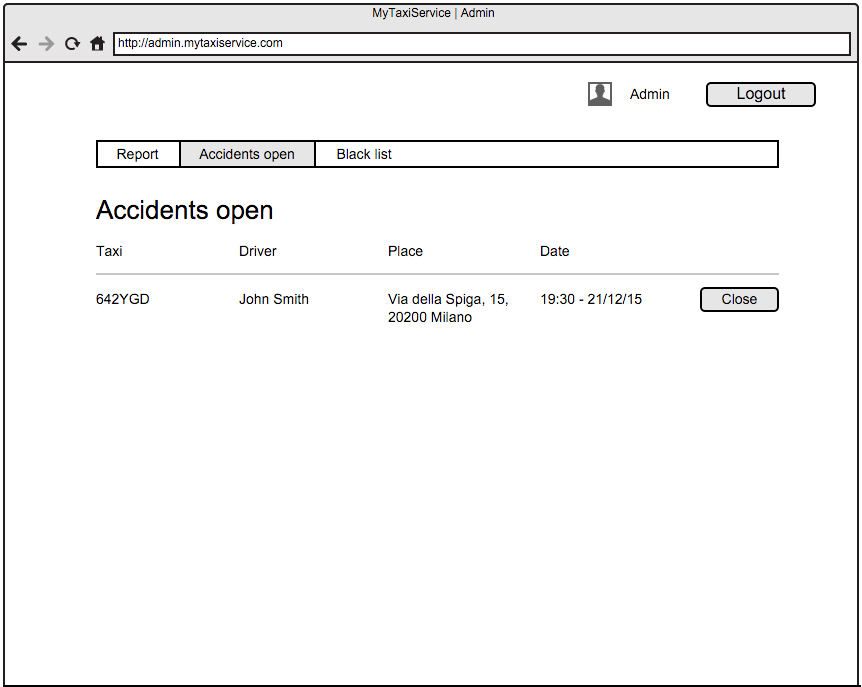 MyTaxiService | Admin
http://admin.mytaxiservice.com
Admin
Logout
Report
Accidents open
Black list
Accidents open
Taxi
Driver
Place
Date
642YGD
John Smith
Via della Spiga, 15,
20200 Milano
19:30 - 21/12/15
Close